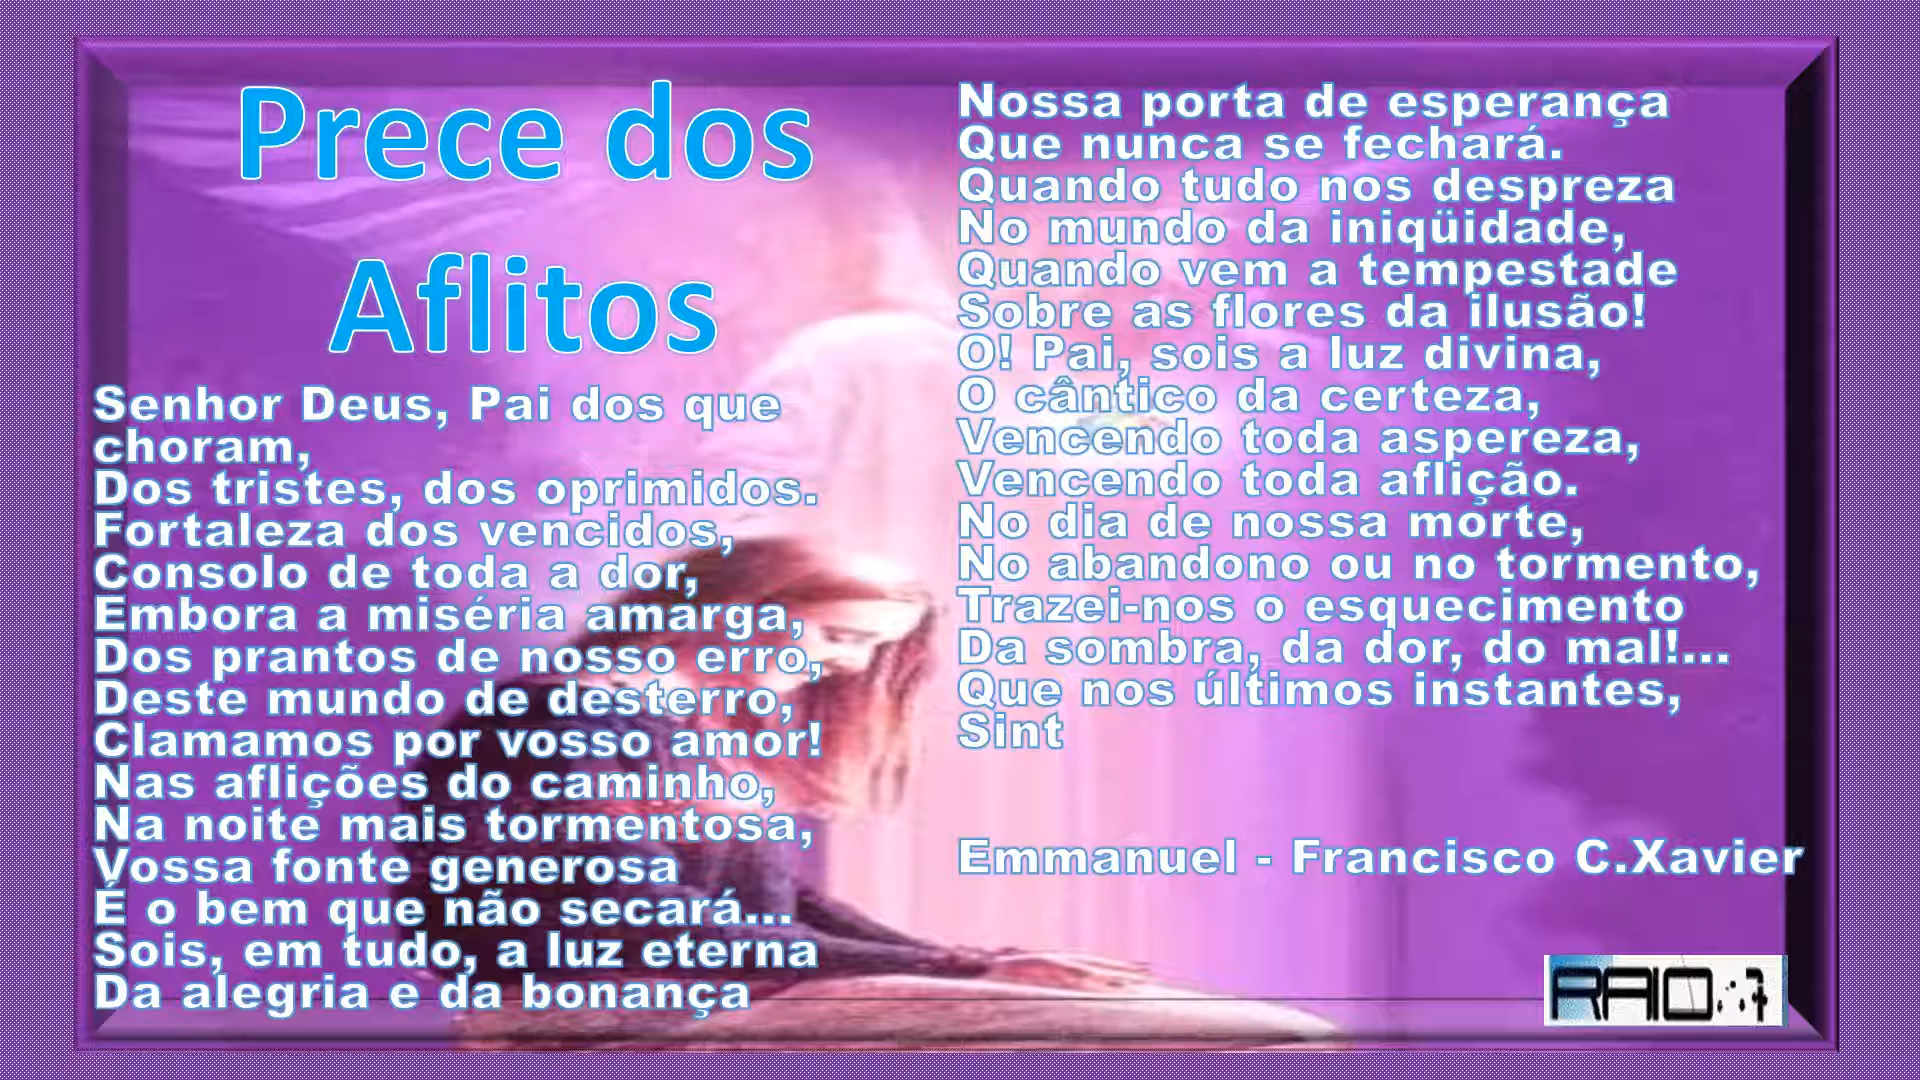 Prece dos
Aflitos
Senhor Deus, Pai dos que
choram,
Dos tristes, dos oprimidos.
Fortaleza dos vencidos,
Consolo de toda a dor,
Embora a miséria amarga,
Dos prantos de nosso erro,
Deste mundo de desterro,
Clamamos por vosso amor!
Nas aflições do caminho,
Na noite mais tormentosa,
Vossa fonte generosa
É o bem que não secará...
Sois, em tudo, a luz eterna
Da alegria e da bonança
Nossa porta de esperança
Que nunca se fechará.
Quando tudo nos despreza
No mundo da iniqüidade,
Quando vem a tempestade
Sobre as flores da ilusão!
O! Pai, sois a luz divina,
O cântico da certeza,
Vencendo toda aspereza,
Vencendo toda aflição.
No dia de nossa morte,
No abandono ou no tormento,
Trazei-nos o esquecimento
Da sombra, da dor, do mal!...
Que nos últimos instantes,
Sint
Emmanuel - Francisco C.Xavier
RAIO